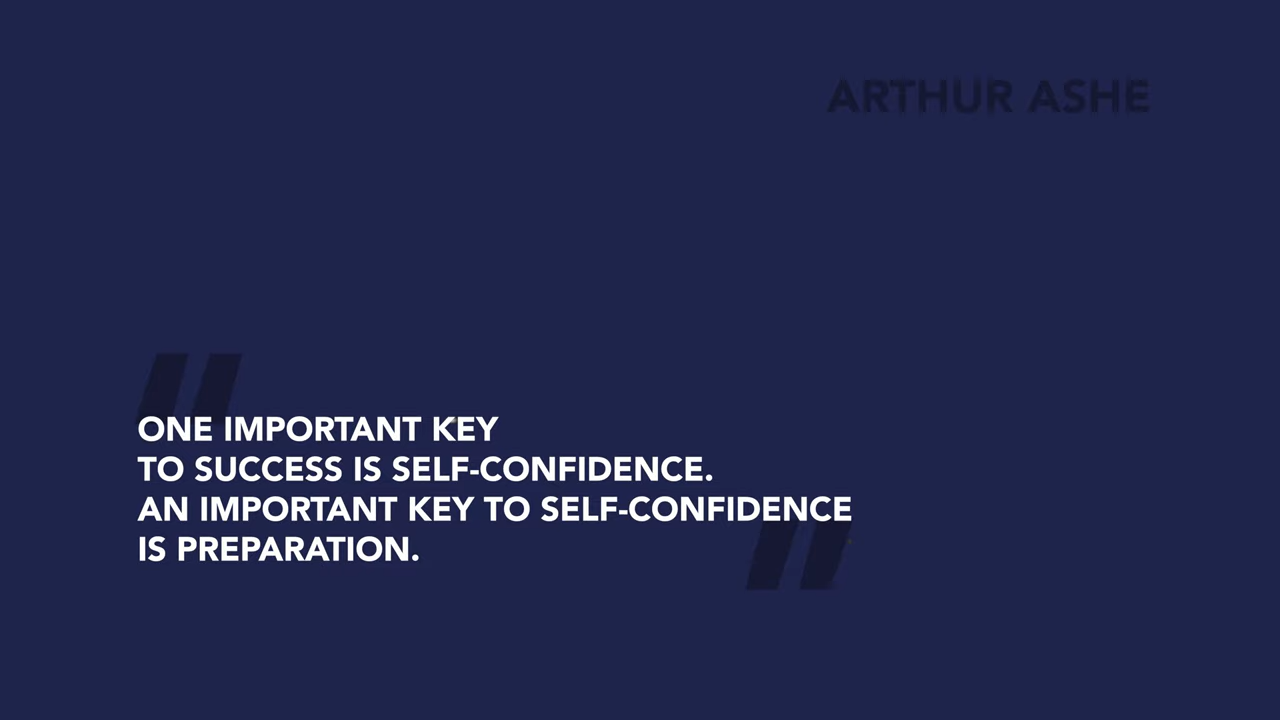 ARTHUR ASHE
"
ONE IMPORTANT KEY
TO SUCCESS IS SELF-CONFIDENCE.
AN IMPORTANT KEY TO SELF-CONFIDENCE
IS PREPARATION.
"